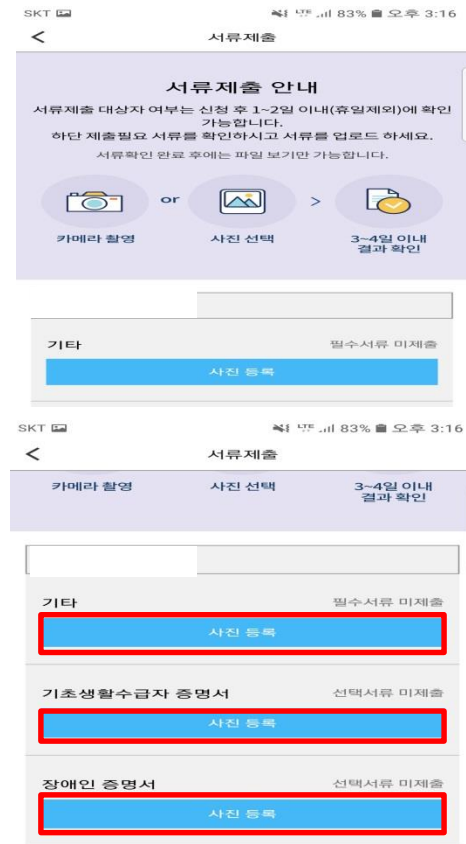 SKT LTE 83% 오후 3:16
서류제출
서류제출 안내
서류제출 대상자 여부는 신청 후 1~2일 이내(휴일제외)에 확인
가능합니다.
하단 제출필요 서류를 확인하시고 서류를 업로드 하세요.
서류확인 완료 후에는 파일 보기만 가능합니다.
or >
카메라 촬영 사진 선택 3~4일 이내
결과 확인
기타 필수서류 미제출
사진 등록
SKT LTE 83% 오후 3:16
서류제출
카메라 촬영 사진 선택 3~4일 이내
결과 확인
기타 필수서류 미제출
사진 등록
기초생활수급자 증명서 선택서류 미제출
사진 등록
장애인 증명서 선택서류 미제출
사진 등록